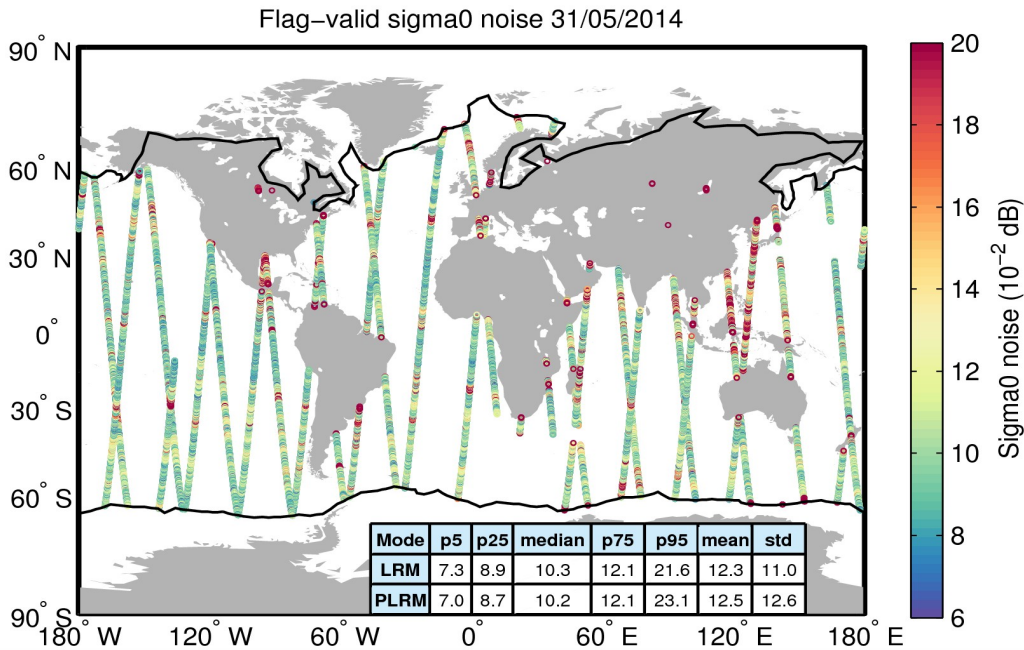 Flag−valid sigma0 noise 31/05/2014
90° N
60° N
30° N
0°
30° S
60° S
90° S
180° W
120° W
60° W
0°
60° E
120° E
180° E
20
18
16
14
12
10
8
6
Sigma0 noise (10⁻² dB)
Mode p5 p25 median p75 p95 mean std
LRM 7.3 8.9 10.3 12.1 21.6 12.3 11.0
PLRM 7.0 8.7 10.2 12.1 23.1 12.5 12.6